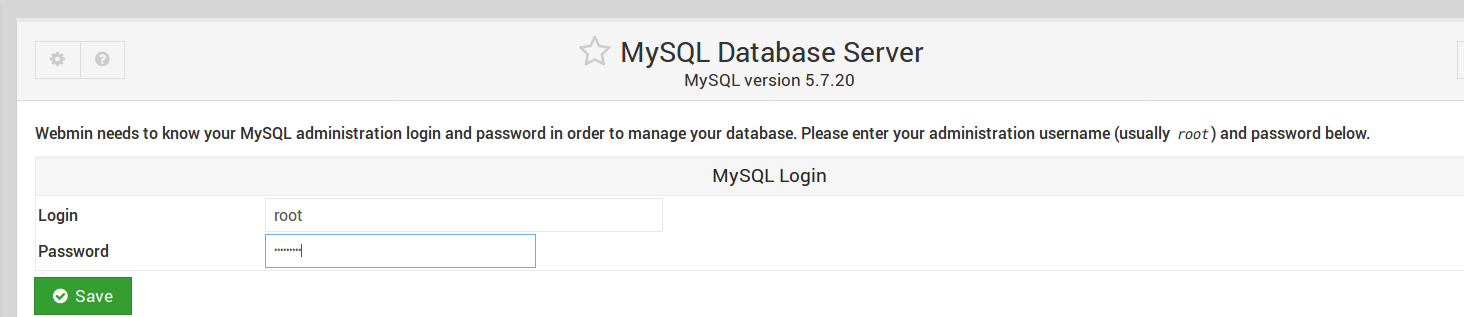 MySQL Database Server
MySQL version 5.7.20
Webmin needs to know your MySQL administration login and password in order to manage your database. Please enter your administration username (usually root) and password below.
MySQL Login
Login root
Password ·········
Save